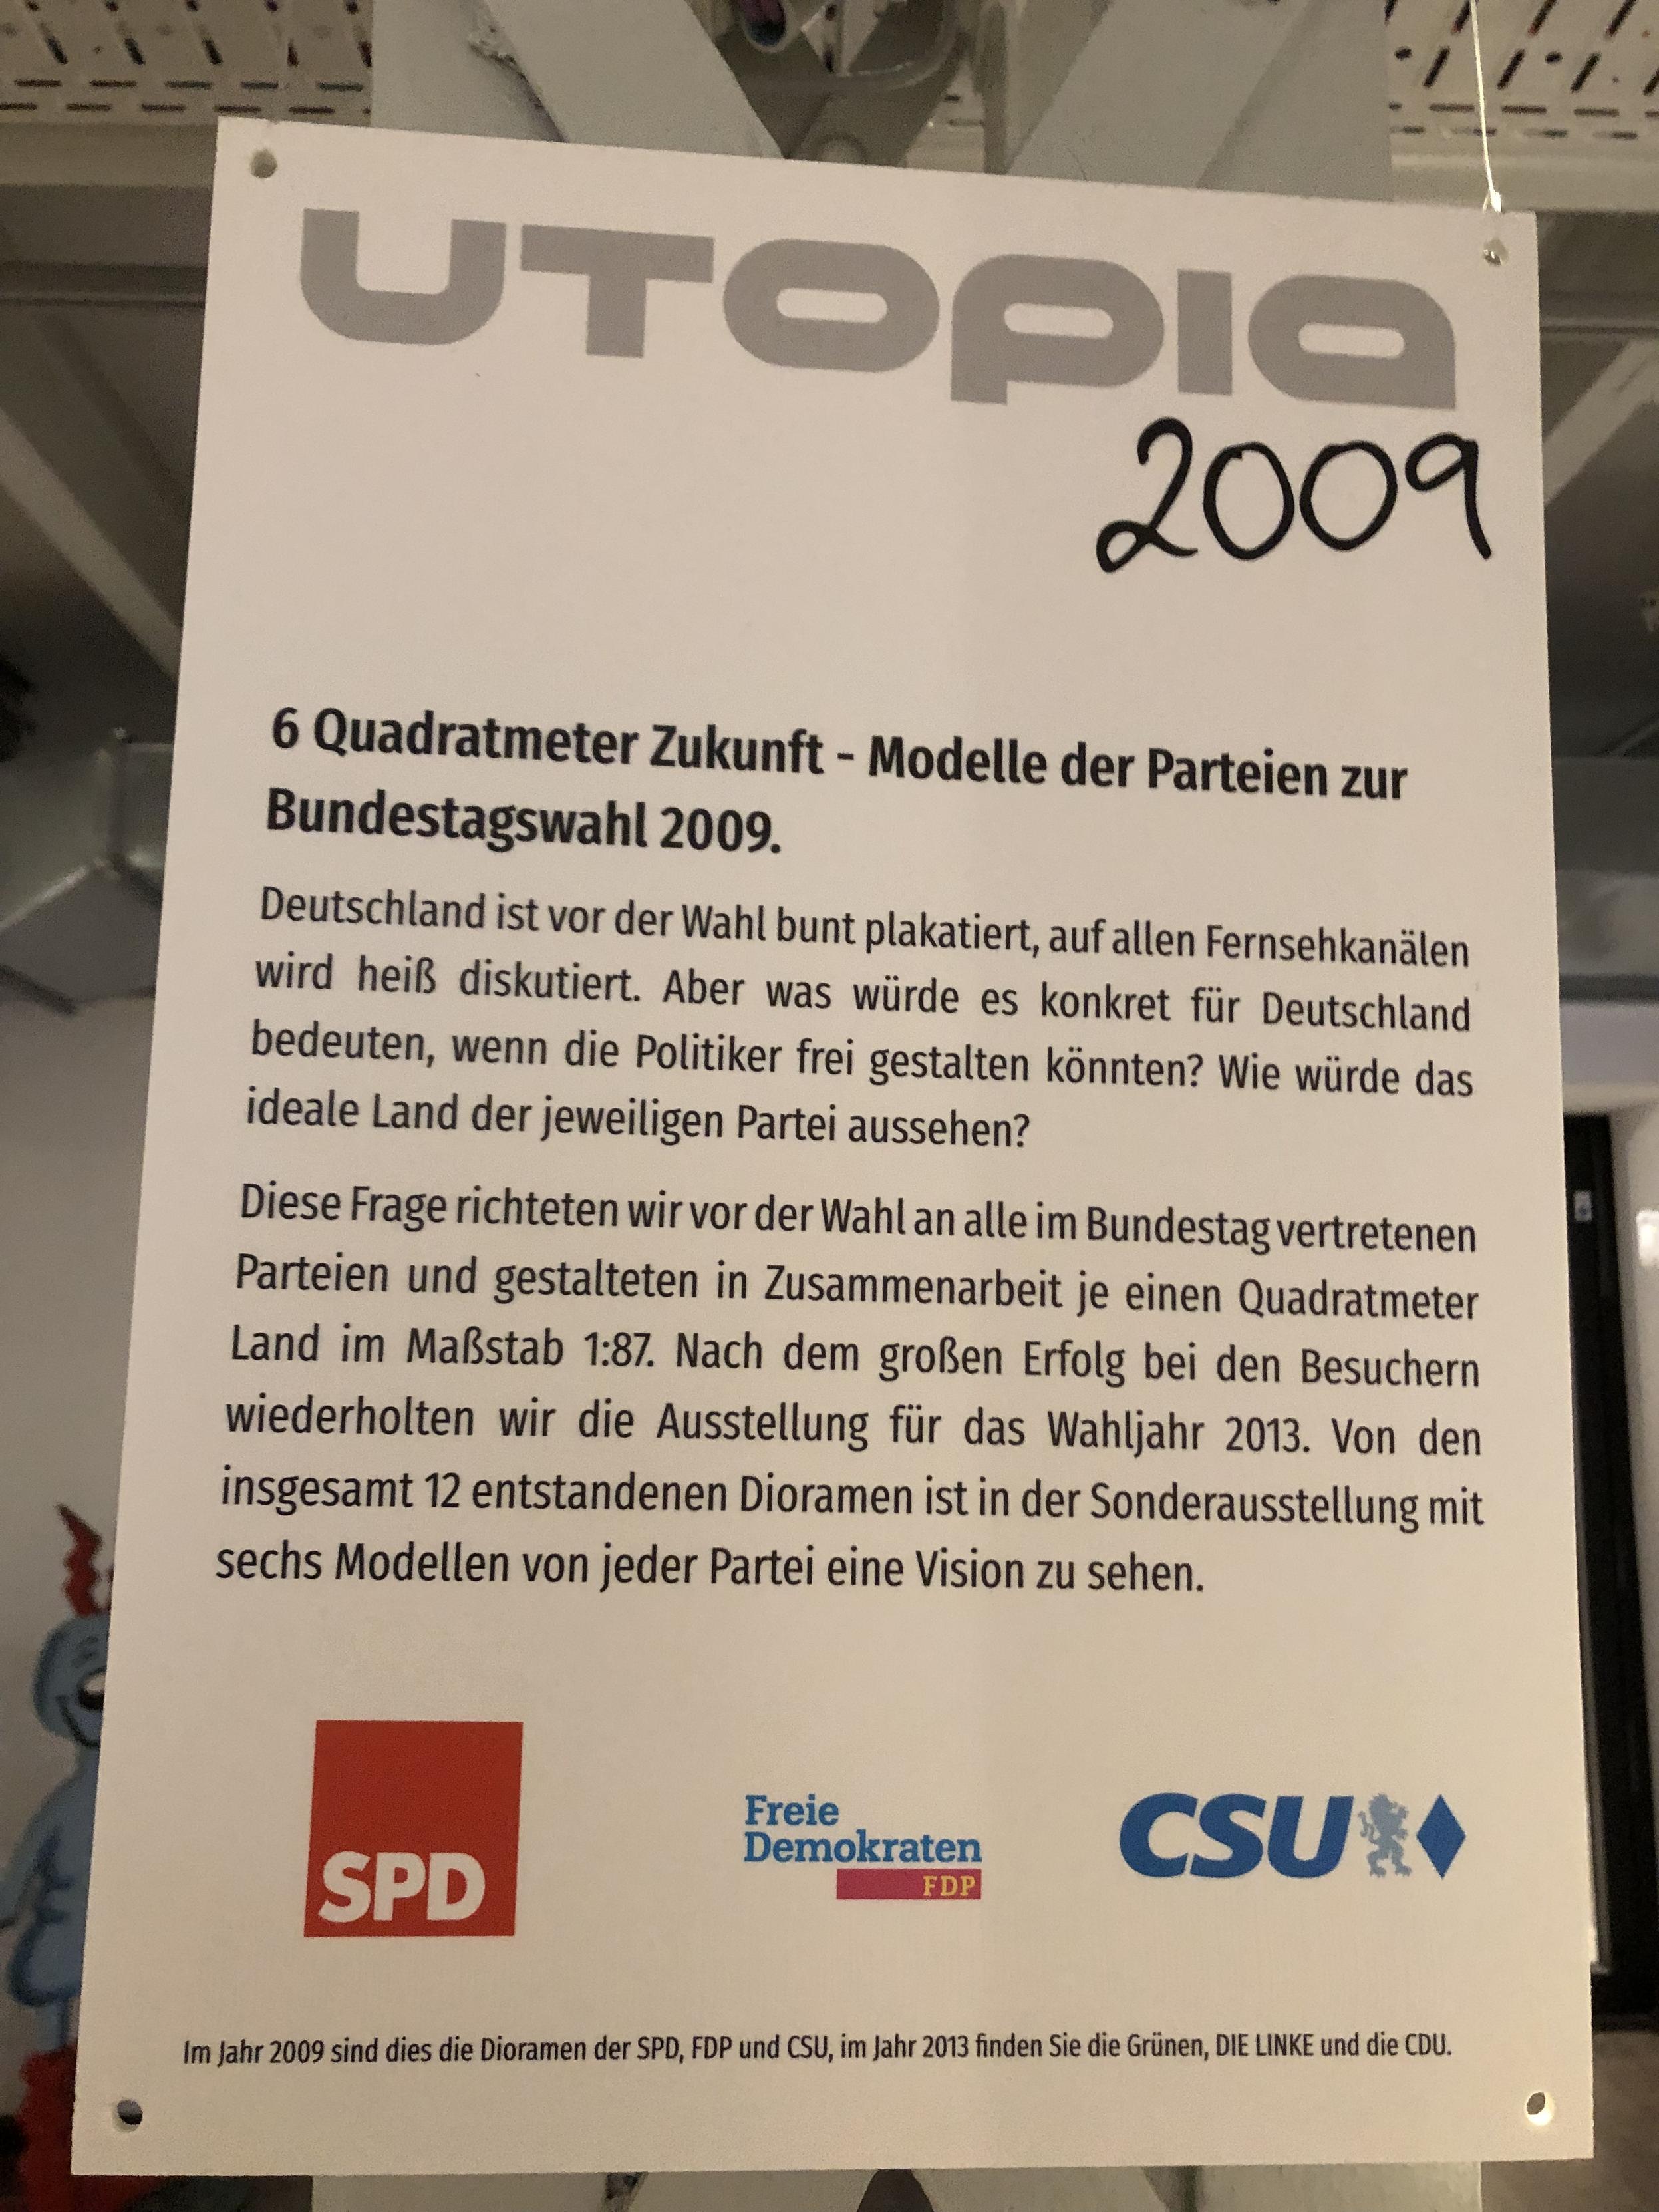 UTOPIA
2009
6 Quadratmeter Zukunft - Modelle der Parteien zur
Bundestagswahl 2009.
Deutschland ist vor der Wahl bunt plakatiert, auf allen Fernsehkanälen
wird heiß diskutiert. Aber was würde es konkret für Deutschland
bedeuten, wenn die Politiker frei gestalten könnten? Wie würde das
ideale Land der jeweiligen Partei aussehen?
Diese Frage richteten wir vor der Wahl an alle im Bundestag vertretenen
Parteien und gestalteten in Zusammenarbeit je einen Quadratmeter
Land im Maßstab 1:87. Nach dem großen Erfolg bei den Besuchern
wiederholten wir die Ausstellung für das Wahljahr 2013. Von den
insgesamt 12 entstandenen Dioramen ist in der Sonderausstellung mit
sechs Modellen von jeder Partei eine Vision zu sehen.
SPD
Freie
Demokraten
FDP
CSU
Im Jahr 2009 sind dies die Dioramen der SPD, FDP und CSU, im Jahr 2013 finden Sie die Grünen, DIE LINKE und die CDU.